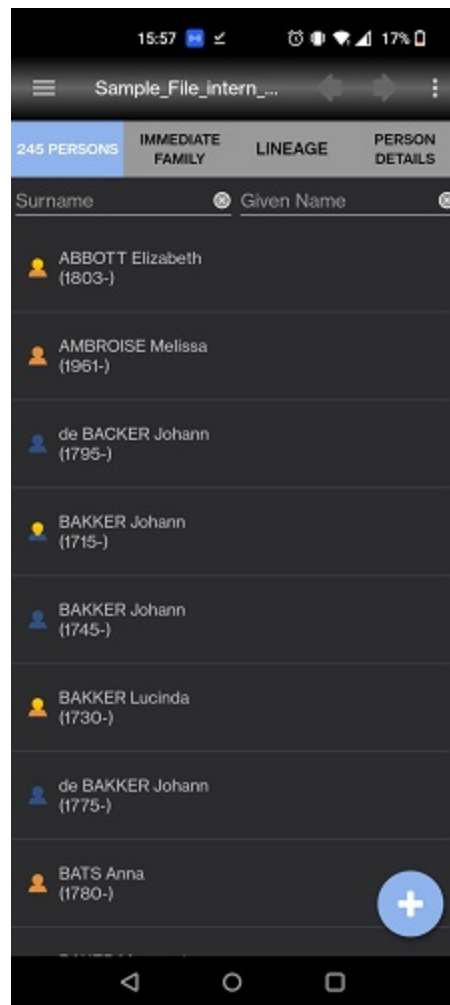 15:57 17%
Sample_File_intern_...
245 PERSONS IMMEDIATE FAMILY LINEAGE PERSON DETAILS
Surname Given Name
ABBOTT Elizabeth
(1803-)
AMBROISE Melissa
(1961-)
de BACKER Johann
(1795-)
BAKKER Johann
(1715-)
BAKKER Johann
(1745-)
BAKKER Lucinda
(1730-)
de BAKKER Johann
(1775-)
BATS Anna
(1780-)